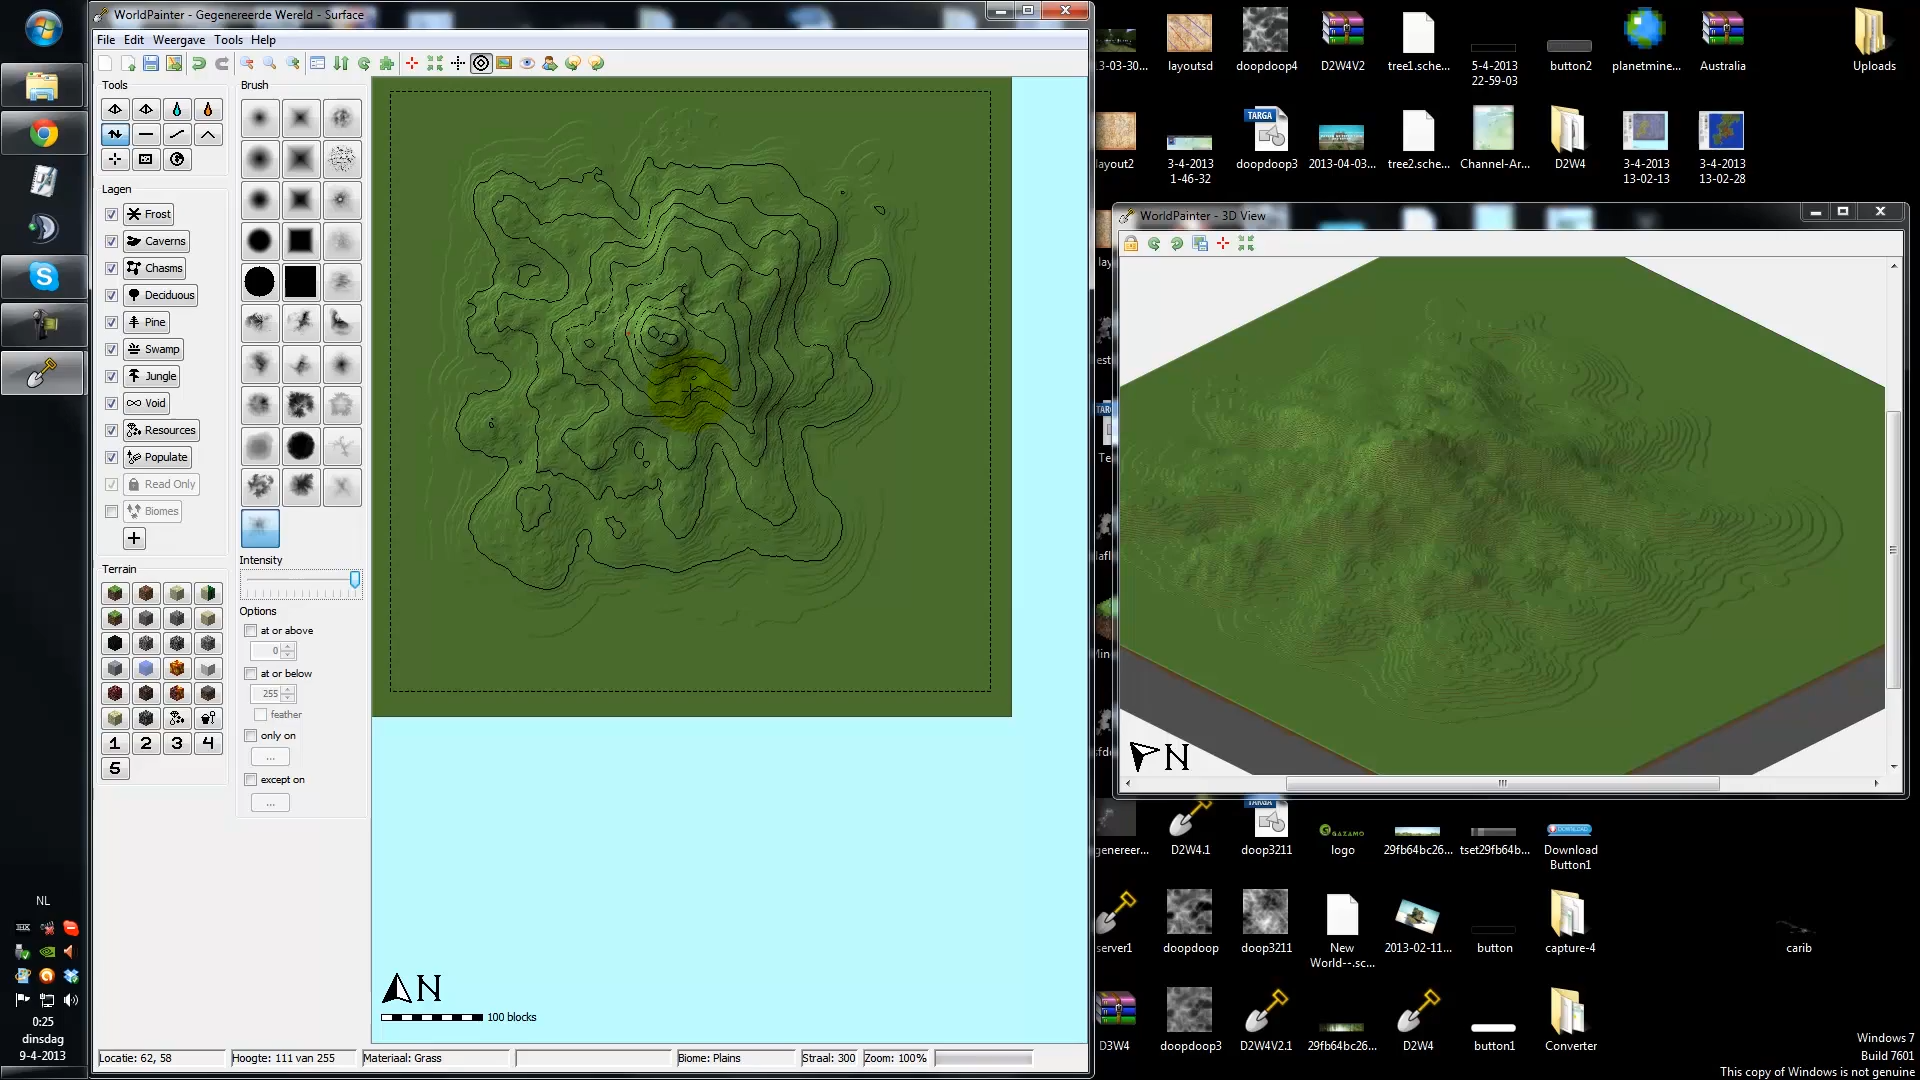 WorldPainter - Gegenereerde Wereld - Surface
File Edit Weergave Tools Help
Tools
Brush
Lagen
Frost
Caverns
Chasms
Deciduous
Pine
Swamp
Jungle
Void
Resources
Populate
Read Only
Biomes
Terrain
1 2 3 4
5
Intensity
Options
at or above
0
at or below
255
feather
only on
...
except on
...
N
100 blocks
Locatie: 62, 58
Hoogte: 111 van 255
Materiaal: Grass
Biome: Plains
Straal: 300
Zoom: 100%
NL
0:25
dinsdag
9-4-2013
13-03-30...
layoutsd
doopdoop4
D2W4V2
tree1.sche...
5-4-2013
22-59-03
button2
planetmine...
Australia
Uploads
layout2
3-4-2013
1-46-32
TARGA
doopdoop3
2013-04-03...
tree2.sche...
Channel-Ar...
D2W4
3-4-2013
13-02-13
3-4-2013
13-02-28
WorldPainter - 3D View
N
D2W4.1
doop3211
GAZAMO
logo
29fb64bc26...
tset29fb64b...
DOWNLOAD
Download
Button1
server1
doopdoop
doop3211
New
World--.sc...
2013-02-11...
button
capture-4
carib
D3W4
doopdoop3
D2W4V2.1
29fb64bc26...
D2W4
button1
Converter
Windows 7
Build 7601
This copy of Windows is not genuine